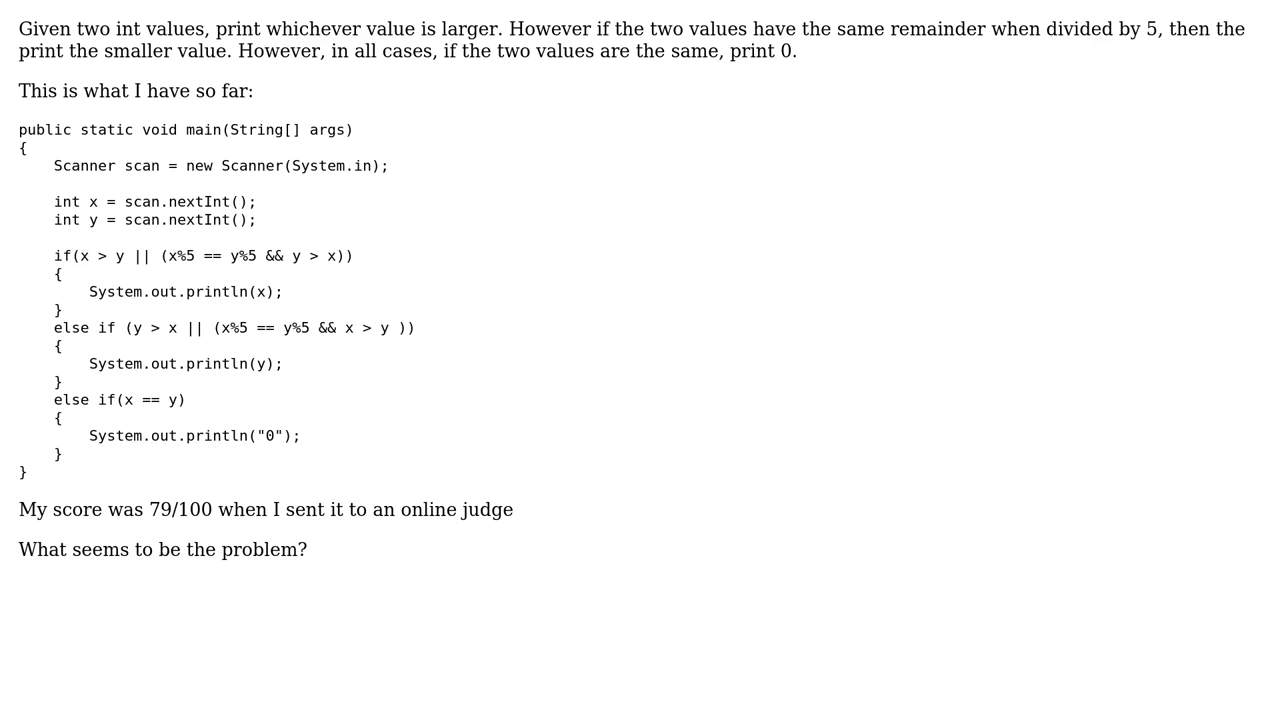 Given two int values, print whichever value is larger. However if the two values have the same remainder when divided by 5, then the
print the smaller value. However, in all cases, if the two values are the same, print 0.
This is what I have so far:
public static void main(String[] args)
{
    Scanner scan = new Scanner(System.in);
    int x = scan.nextInt();
    int y = scan.nextInt();
    if(x > y || (x%5 == y%5 && y > x))
    {
        System.out.println(x);
    }
    else if (y > x || (x%5 == y%5 && x > y ))
    {
        System.out.println(y);
    }
    else if(x == y)
    {
        System.out.println("0");
    }
}
My score was 79/100 when I sent it to an online judge
What seems to be the problem?